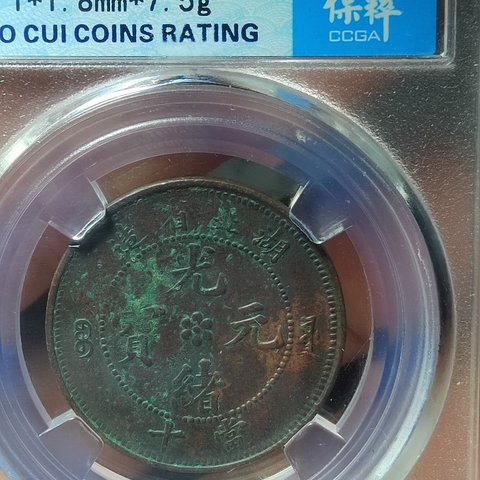 1*1.8mm*7.5g
O CUI COINS RATING
保粹
CCGA
湖 省造
光緒元寶
當十